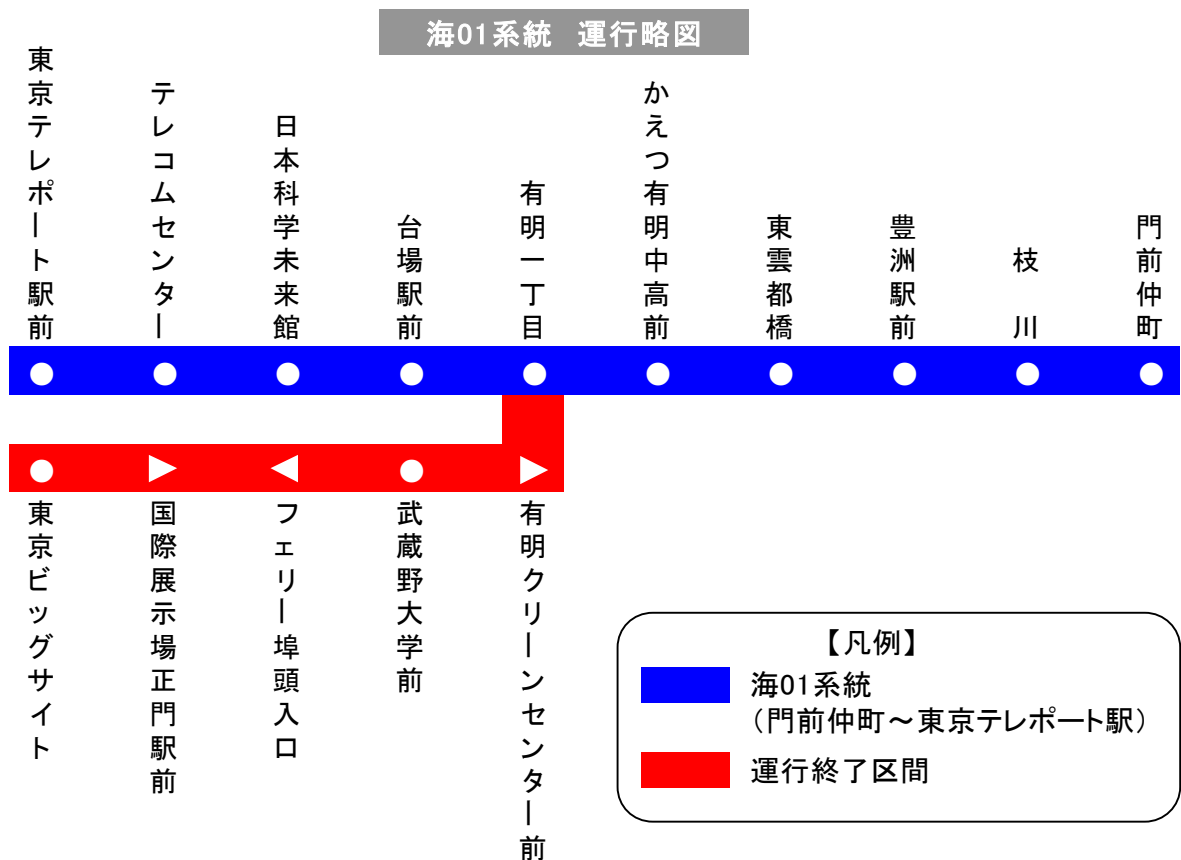 海01系統 運行略図
東京テレポート駅前
テレコムセンター
日本科学未来館
台場駅前
有明一丁目
かえつ有明中高前
東雲都橋
豊洲駅前
枝川
門前仲町
東京ビッグサイト
国際展示場正門駅前
フェリー埠頭入口
武蔵野大学前
有明クリーンセンター前
【凡例】
海01系統
（門前仲町～東京テレポート駅）
運行終了区間